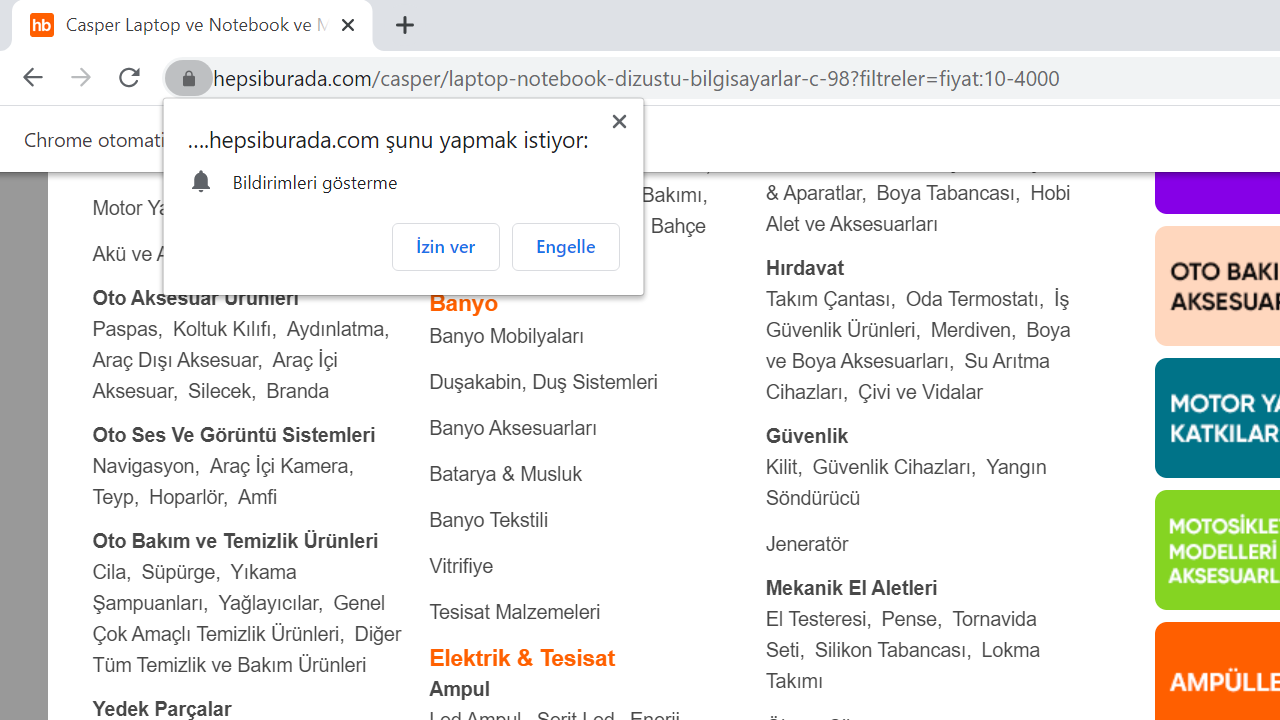 hb Casper Laptop ve Notebook ve M
hepsiburada.com/casper/laptop-notebook-dizustu-bilgisayarlar-c-98?filtreler=fiyat:10-4000
Chrome otomati
....hepsiburada.com şunu yapmak istiyor:
Bildirimleri gösterme
İzin ver
Engelle
Motor Ya
Akü ve A
Oto Aksesuar Ürünleri
Paspas, Koltuk Kılıfı, Aydınlatma,
Araç Dışı Aksesuar, Araç İçi
Aksesuar, Silecek, Branda
Oto Ses Ve Görüntü Sistemleri
Navigasyon, Araç İçi Kamera,
Teyp, Hoparlör, Amfi
Oto Bakım ve Temizlik Ürünleri
Cila, Süpürge, Yıkama
Şampuanları, Yağlayıcılar, Genel
Çok Amaçlı Temizlik Ürünleri, Diğer
Tüm Temizlik ve Bakım Ürünleri
Yedek Parçalar
Bakımı,
Bahçe
Banyo
Banyo Mobilyaları
Duşakabin, Duş Sistemleri
Banyo Aksesuarları
Batarya & Musluk
Banyo Tekstili
Vitrifiye
Tesisat Malzemeleri
Elektrik & Tesisat
Ampul
Led Ampul, Şerit Led, Enerji
& Aparatlar, Boya Tabancası, Hobi
Alet ve Aksesuarları
Hırdavat
Takım Çantası, Oda Termostatı, İş
Güvenlik Ürünleri, Merdiven, Boya
ve Boya Aksesuarları, Su Arıtma
Cihazları, Çivi ve Vidalar
Güvenlik
Kilit, Güvenlik Cihazları, Yangın
Söndürücü
Jeneratör
Mekanik El Aletleri
El Testeresi, Pense, Tornavida
Seti, Silikon Tabancası, Lokma
Takımı
OTO BAKI
AKSESUAR
MOTOR YA
KATKILAR
MOTOSİKLE
MODELLERİ
AKSESUARL
AMPÜLLE